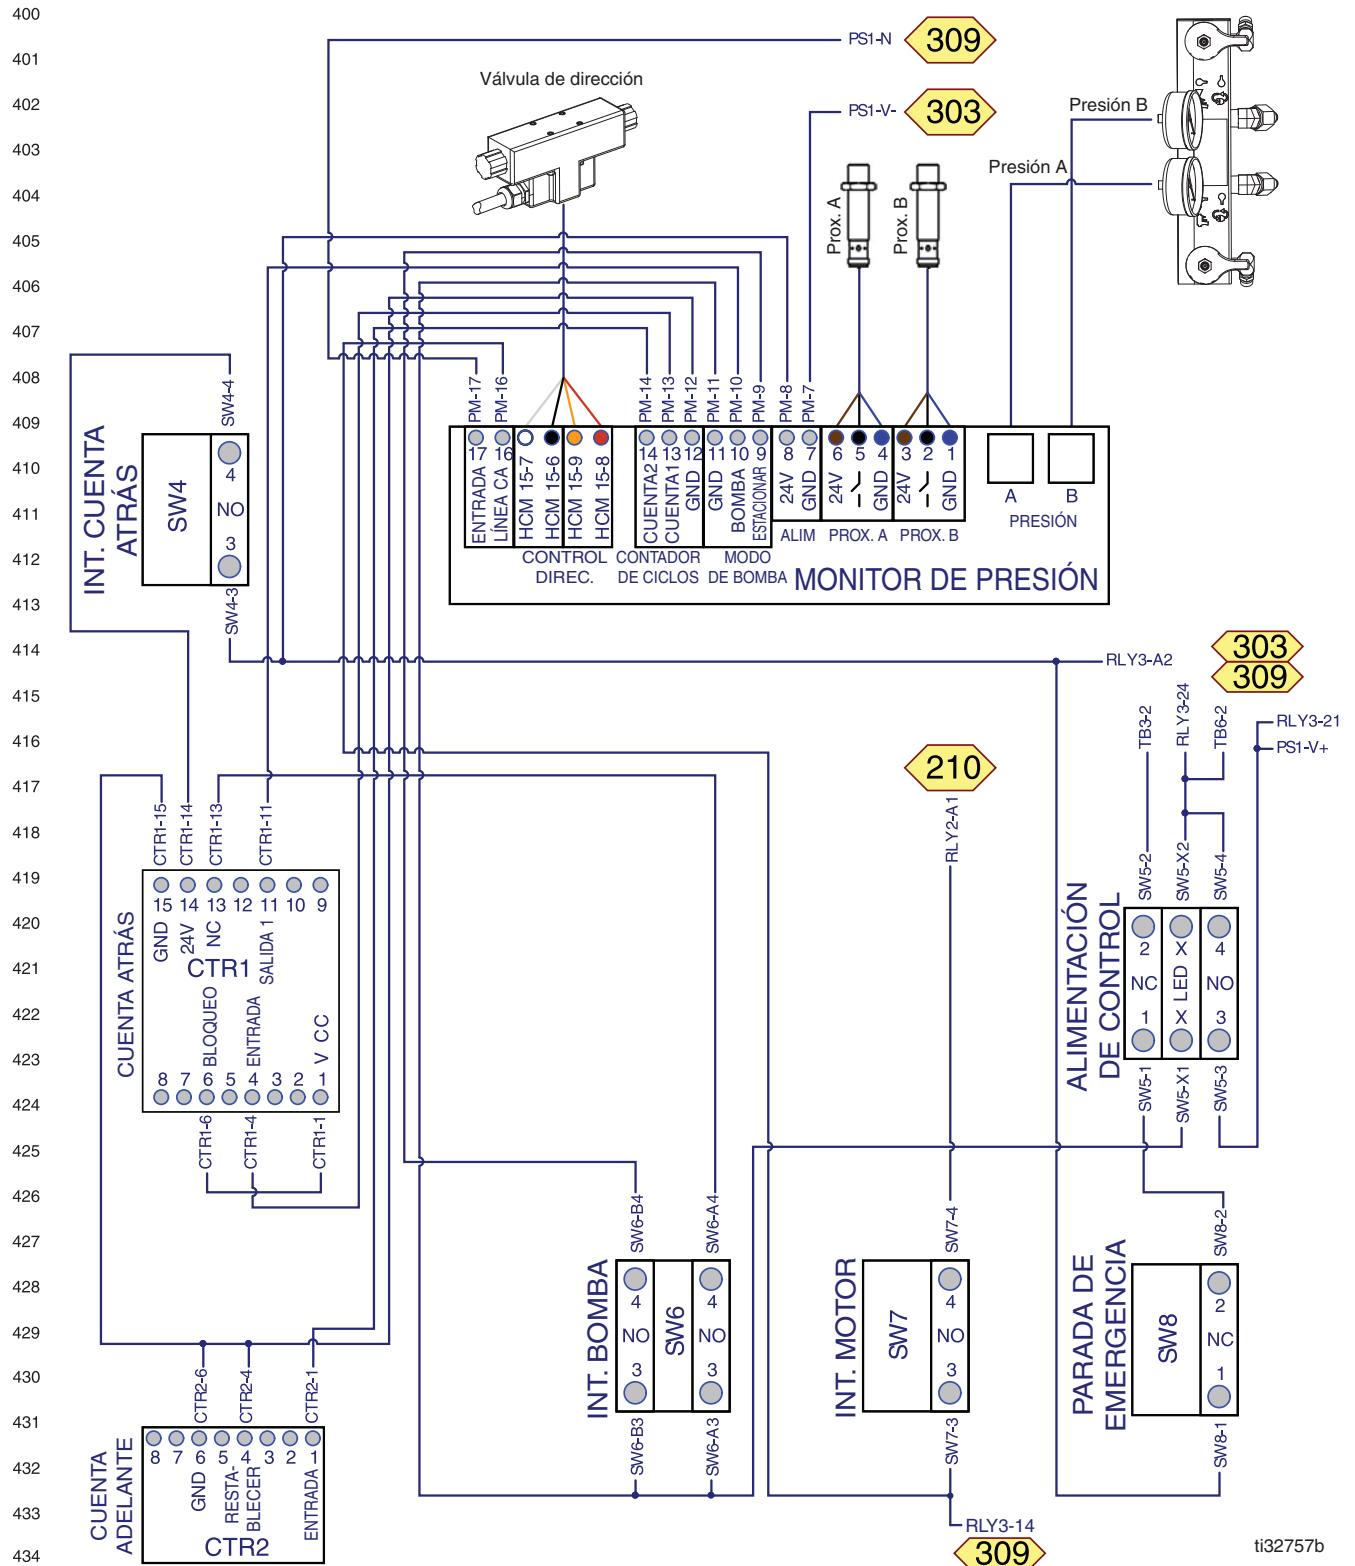 400
401
402
403
404
405
406
407
408
409
410
411
412
413
414
415
416
417
418
419
420
421
422
423
424
425
426
427
428
429
430
431
432
433
434
PS1-N
309
Válvula de dirección
PS1-V-
303
Presión B
Presión A
Prox. A
Prox. B
SW4-4
PM-17
PM-16
PM-14
PM-13
PM-12
PM-11
PM-10
PM-9
PM-8
PM-7
INT. CUENTA
ATRÁS
SW4
4
NO
3
SW4-3
17
16
14
13
12
11
10
9
8
7
6
5
4
3
2
1
ENTRADA
LÍNEA CA
HCM 15-7
HCM 15-6
HCM 15-9
HCM 15-8
CUENTA2
CUENTA1
GND
GND
BOMBA
ESTACIONAR
24V
GND
24V
GND
24V
GND
A
B
PRESIÓN
CONTROL
DIREC.
CONTADOR
DE CICLOS
MODO
DE BOMBA
ALIM
PROX. A
PROX. B
MONITOR DE PRESIÓN
RLY3-A2
303
309
TB3-2
RLY3-24
TB6-2
RLY3-21
PS1-V+
210
RLY2-A1
CTR1-15
CTR1-14
CTR1-13
CTR1-11
CUENTA ATRÁS
15
14
13
12
11
10
9
GND
24V
NC
SALIDA 1
CTR1
BLOQUEO
ENTRADA
V CC
8
7
6
5
4
3
2
1
CTR1-6
CTR1-4
CTR1-1
SW5-2
SW5-X2
SW5-4
ALIMENTACIÓN
DE CONTROL
2
NC
1
X
LED
X
4
NO
3
SW5-1
SW5-X1
SW5-3
SW6-B4
SW6-A4
INT. BOMBA
4
NO
3
SW6
4
NO
3
SW6-B3
SW6-A3
SW7-4
INT. MOTOR
SW7
4
NO
3
SW7-3
SW8-2
PARADA DE
EMERGENCIA
SW8
2
NC
1
SW8-1
CTR2-6
CTR2-4
CTR2-1
CUENTA
ADELANTE
8
7
6
5
4
3
2
1
GND
RESTA-
BLECER
ENTRADA
CTR2
RLY3-14
309
ti32757b